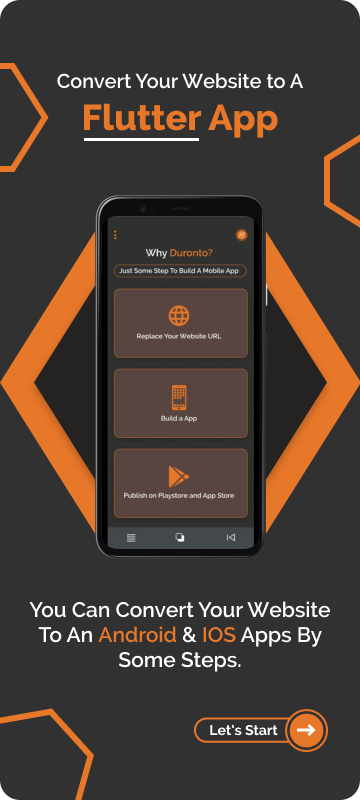 Convert Your Website to A
Flutter App
Why Duronto?
Just Some Step To Build A Mobile App
Replace Your Website URL
Build a App
Publish on Playstore and App Store
You Can Convert Your Website
To An Android & IOS Apps By
Some Steps.
Let's Start